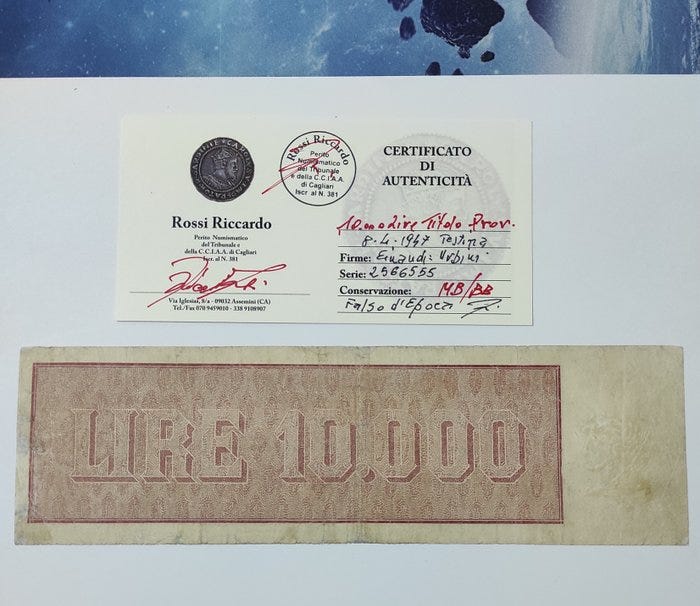 Rossi Riccardo
Perito
Numismatico
del Tribunale
e della C.C.I.A.A.
di Cagliari
Iscr al N. 381
CERTIFICATO
DI
AUTENTICITÀ
Rossi Riccardo
Perito Numismatico
del Tribunale e
della C.C.I.A.A. di Cagliari
Iscr. al N. 381
Via Iglesias, 8/a - 09032 Assemini (CA)
Tel./Fax 070 9459010 - 338 9108907
10.000 lire Titolo Prov.
8.4.1947 Testina
Firme: Einaudi Urbini
Serie: 2566555
Conservazione: MB/BB
Falso d'Epoca
LIRE 10.000